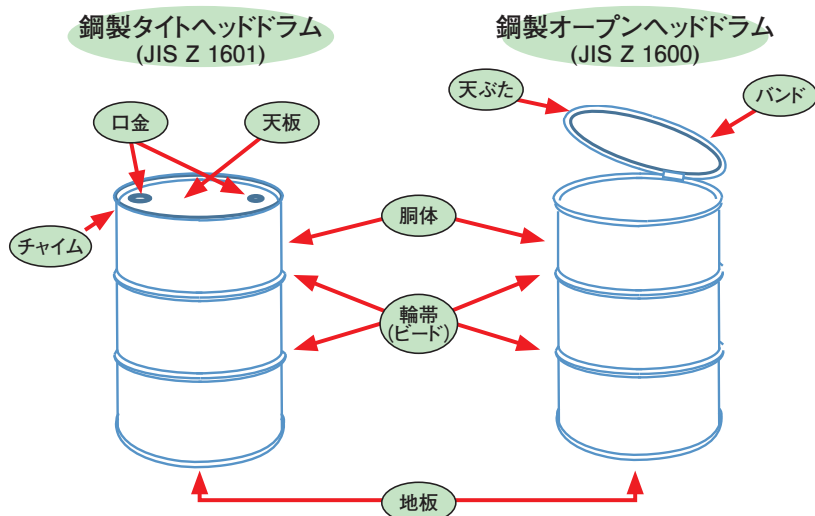 鋼製タイトヘッドドラム
(JIS Z 1601)
鋼製オープンヘッドドラム
(JIS Z 1600)
天ぶた
バンド
口金
天板
チャイム
胴体
輪帯
(ビード)
地板